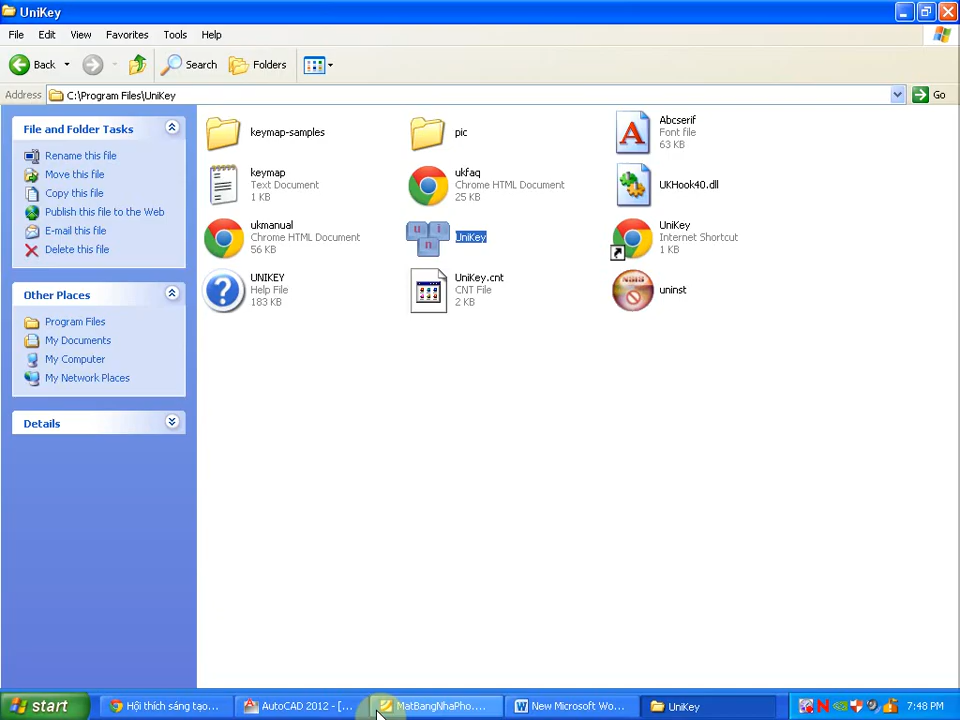 UniKey
File Edit View Favorites Tools Help
Back Search Folders
Address C:\Program Files\UniKey Go
File and Folder Tasks
Rename this file
Move this file
Copy this file
Publish this file to the Web
E-mail this file
Delete this file
Other Places
Program Files
My Documents
My Computer
My Network Places
Details
keymap-samples
pic
Abcserif
Font file
63 KB
keymap
Text Document
1 KB
ukfaq
Chrome HTML Document
25 KB
UKHook40.dll
ukmanual
Chrome HTML Document
56 KB
u i n
UniKey
UniKey
Internet Shortcut
1 KB
UNIKEY
Help File
183 KB
UniKey.cnt
CNT File
2 KB
uninst
start Hội thích sáng tạo... AutoCAD 2012 - [... MatBangNhaPho.... New Microsoft Wo... UniKey 7:48 PM